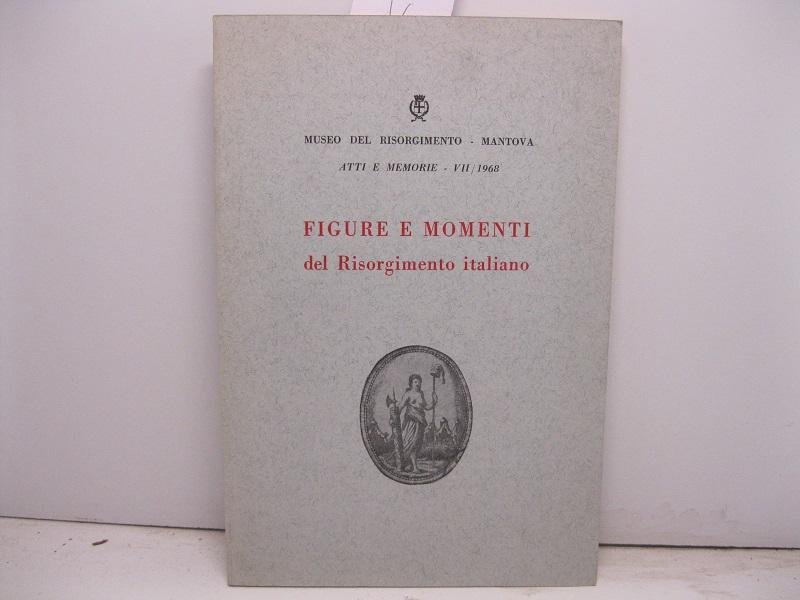 MUSEO DEL RISORGIMENTO - MANTOVA
ATTI E MEMORIE - VII/1968
FIGURE E MOMENTI
del Risorgimento italiano